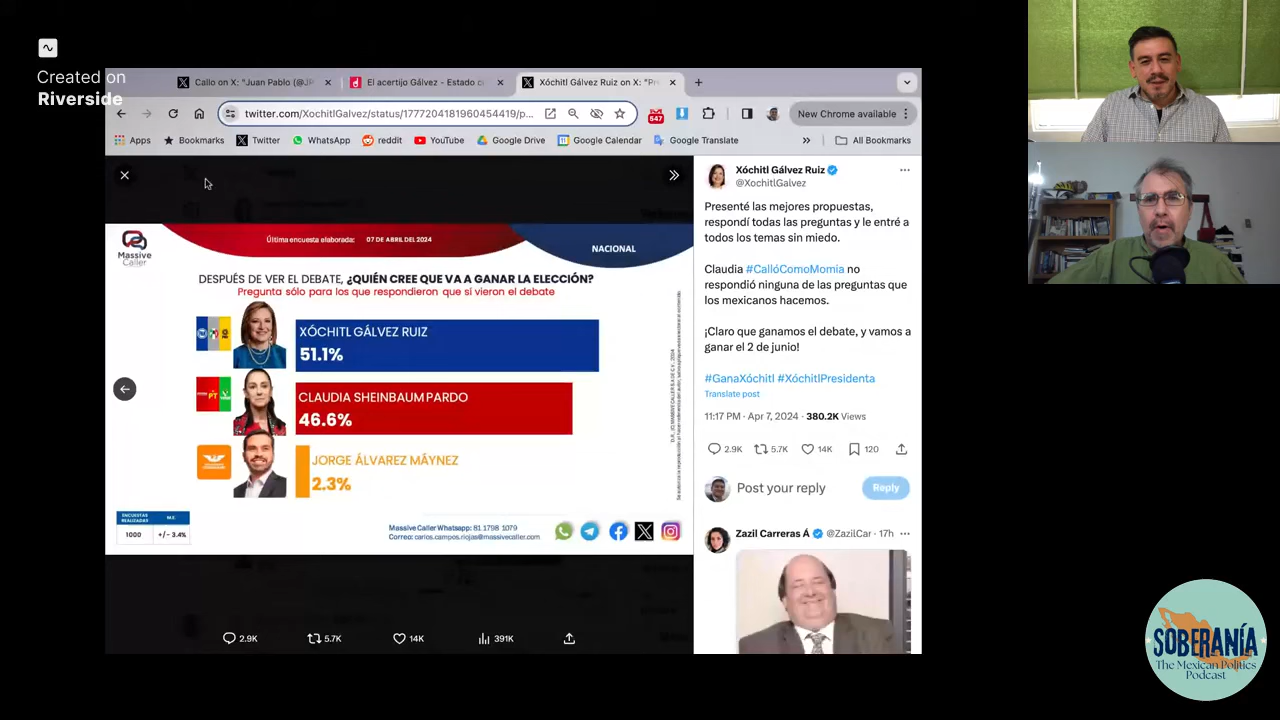 Created on
Riverside
Callo on X: "Juan Pablo (@JP
El acertijo Gálvez - Estado c
Xóchitl Gálvez Ruiz on X: "Pr
twitter.com/XochitlGalvez/status/1777204181960454419/p...
547
New Chrome available
Apps
Bookmarks
Twitter
WhatsApp
reddit
YouTube
Google Drive
Google Calendar
Google Translate
»
All Bookmarks
Massive
Caller
Última encuesta elaborada: 07 DE ABRIL DEL 2024
NACIONAL
DESPUÉS DE VER EL DEBATE, ¿QUIÉN CREE QUE VA A GANAR LA ELECCIÓN?
Pregunta sólo para los que respondieron que si vieron el debate
XÓCHITL GÁLVEZ RUIZ
51.1%
PT
CLAUDIA SHEINBAUM PARDO
46.6%
JORGE ÁLVAREZ MÁYNEZ
2.3%
ENCUESTAS
REALIZADAS
M.E.
1000
+/- 3.4%
Massive Caller Whatsapp: 81 1798 1079
Correo: carlos.campos.riojas@massivecaller.com
2.9K
5.7K
14K
391K
Xóchitl Gálvez Ruiz
@XochitlGalvez
Presenté las mejores propuestas,
respondí todas las preguntas y le entré a
todos los temas sin miedo.
Claudia #CallóComoMomia no
respondió ninguna de las preguntas que
los mexicanos hacemos.
¡Claro que ganamos el debate, y vamos a
ganar el 2 de junio!
#GanaXóchitl #XóchitlPresidenta
Translate post
11:17 PM · Apr 7, 2024 · 380.2K Views
2.9K
5.7K
14K
120
Post your reply
Reply
Zazil Carreras Á
@ZazilCar · 17h
SOBERANÍA
The Mexican Politics
Podcast